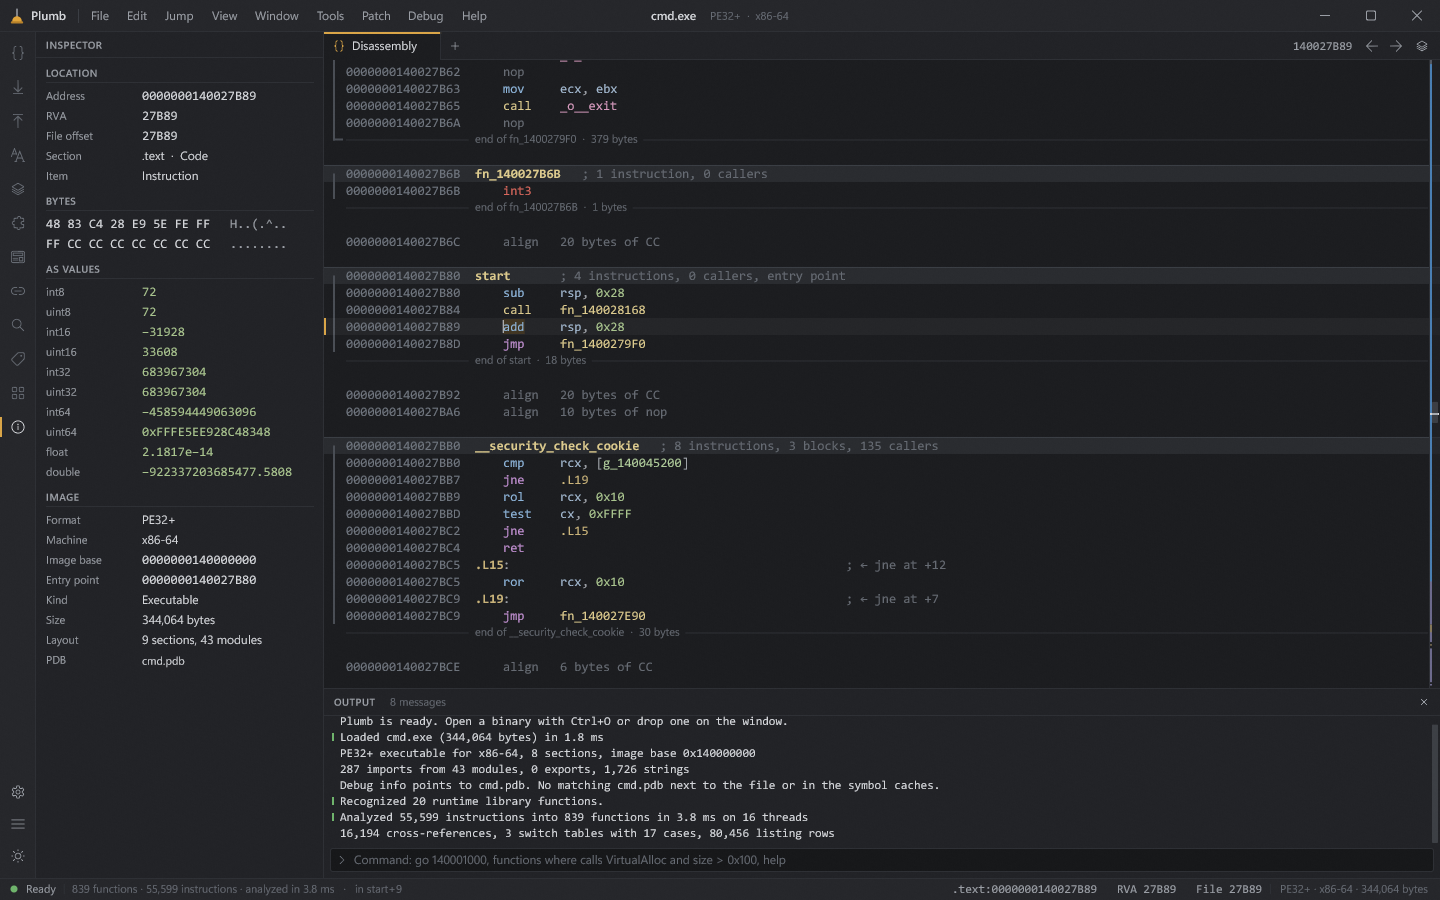 Plumb File Edit Jump View Window Tools Patch Debug Help cmd.exe PE32+ · x86-64
INSPECTOR
LOCATION
Address 0000000140027B89
RVA 27B89
File offset 27B89
Section .text · Code
Item Instruction
BYTES
48 83 C4 28 E9 5E FE FF H..(.^..
FF CC CC CC CC CC CC CC ........
AS VALUES
int8 72
uint8 72
int16 −31928
uint16 33608
int32 683967304
uint32 683967304
int64 −458594449063096
uint64 0xFFFE5EE928C48348
float 2.1817e−14
double −922337203685477.5808
IMAGE
Format PE32+
Machine x86-64
Image base 0000000140000000
Entry point 0000000140027B80
Kind Executable
Size 344,064 bytes
Layout 9 sections, 43 modules
PDB cmd.pdb
{} Disassembly + 140027B89
0000000140027B62 nop
0000000140027B63 mov ecx, ebx
0000000140027B65 call _o__exit
0000000140027B6A nop
end of fn_1400279F0 · 379 bytes
0000000140027B6B fn_140027B6B ; 1 instruction, 0 callers
0000000140027B6B int3
end of fn_140027B6B · 1 bytes
0000000140027B6C align 20 bytes of CC
0000000140027B80 start ; 4 instructions, 0 callers, entry point
0000000140027B80 sub rsp, 0x28
0000000140027B84 call fn_140028168
0000000140027B89 add rsp, 0x28
0000000140027B8D jmp fn_1400279F0
end of start · 18 bytes
0000000140027B92 align 20 bytes of CC
0000000140027BA6 align 10 bytes of nop
0000000140027BB0 __security_check_cookie ; 8 instructions, 3 blocks, 135 callers
0000000140027BB0 cmp rcx, [g_140045200]
0000000140027BB7 jne .L19
0000000140027BB9 rol rcx, 0x10
0000000140027BBD test cx, 0xFFFF
0000000140027BC2 jne .L15
0000000140027BC4 ret
0000000140027BC5 .L15: ; ← jne at +12
0000000140027BC5 ror rcx, 0x10
0000000140027BC9 .L19: ; ← jne at +7
0000000140027BC9 jmp fn_140027E90
end of __security_check_cookie · 30 bytes
0000000140027BCE align 6 bytes of CC
OUTPUT 8 messages
Plumb is ready. Open a binary with Ctrl+O or drop one on the window.
Loaded cmd.exe (344,064 bytes) in 1.8 ms
PE32+ executable for x86-64, 8 sections, image base 0x140000000
287 imports from 43 modules, 0 exports, 1,726 strings
Debug info points to cmd.pdb. No matching cmd.pdb next to the file or in the symbol caches.
Recognized 20 runtime library functions.
Analyzed 55,599 instructions into 839 functions in 3.8 ms on 16 threads
16,194 cross-references, 3 switch tables with 17 cases, 80,456 listing rows
Command: go 140001000, functions where calls VirtualAlloc and size > 0x100, help
Ready 839 functions · 55,599 instructions · analyzed in 3.8 ms · in start+9 .text:0000000140027B89 RVA 27B89 File 27B89 PE32+ · x86-64 · 344,064 bytes